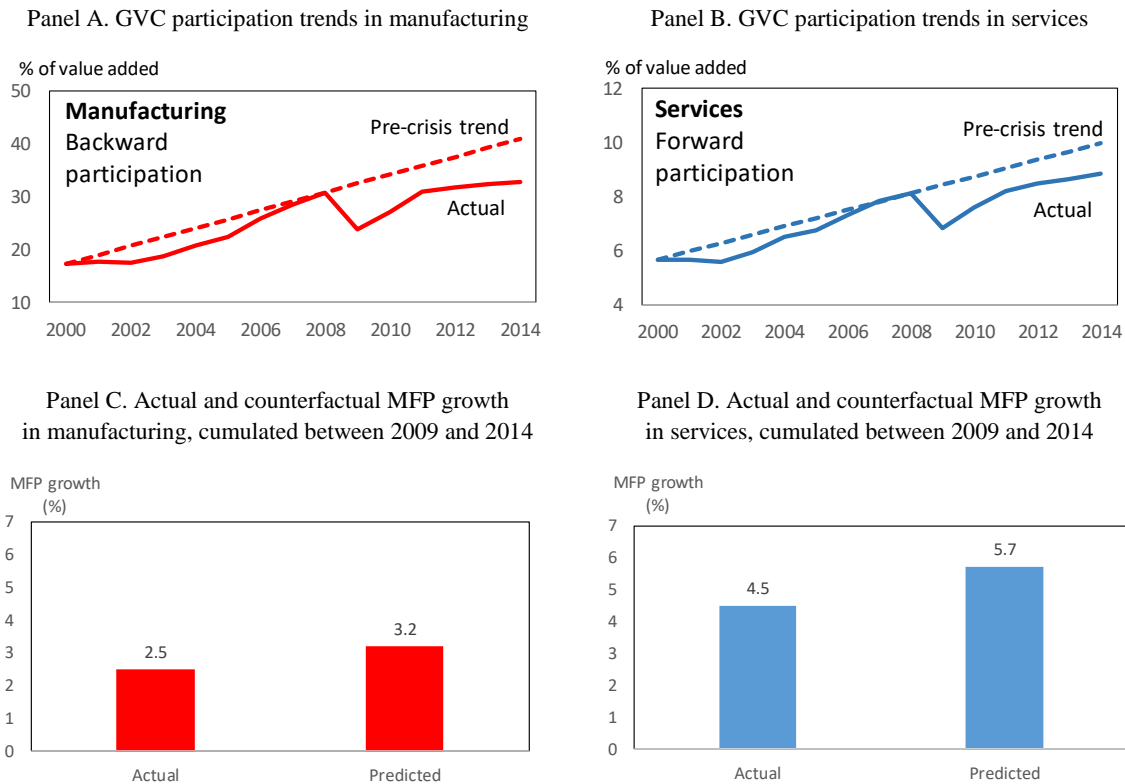 Panel A. GVC participation trends in manufacturing
% of value added
50
40
30
20
10
Manufacturing
Backward
participation
Pre-crisis trend
Actual
2000 2002 2004 2006 2008 2010 2012 2014
Panel B. GVC participation trends in services
% of value added
12
10
8
6
4
Services
Forward
participation
Pre-crisis trend
Actual
2000 2002 2004 2006 2008 2010 2012 2014
Panel C. Actual and counterfactual MFP growth
in manufacturing, cumulated between 2009 and 2014
MFP growth
(%)
7
6
5
4
3
2
1
0
2.5
3.2
Actual
Predicted
Panel D. Actual and counterfactual MFP growth
in services, cumulated between 2009 and 2014
MFP growth
(%)
7
6
5
4
3
2
1
0
4.5
5.7
Actual
Predicted